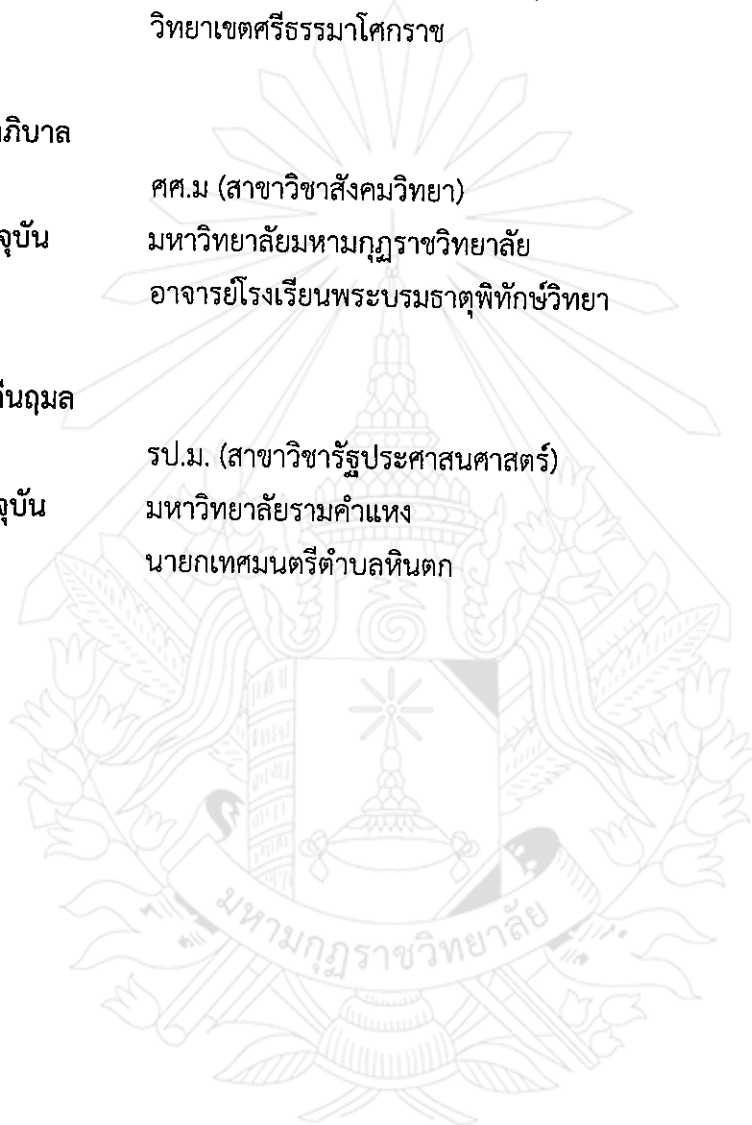 วิทยาเขตศรีธรรมาโศกราช
ภิบาล
ศศ.ม (สาขาวิชาสังคมวิทยา)
จุบัน มหาวิทยาลัยมหามกุฏราชวิทยาลัย
อาจารย์โรงเรียนพระบรมธาตุพิทักษ์วิทยา
นฤมล
รป.ม. (สาขาวิชารัฐประศาสนศาสตร์)
จุบัน มหาวิทยาลัยรามคำแหง
นายกเทศมนตรีตำบลหินตก
มหามกุฏราชวิทยาลัย